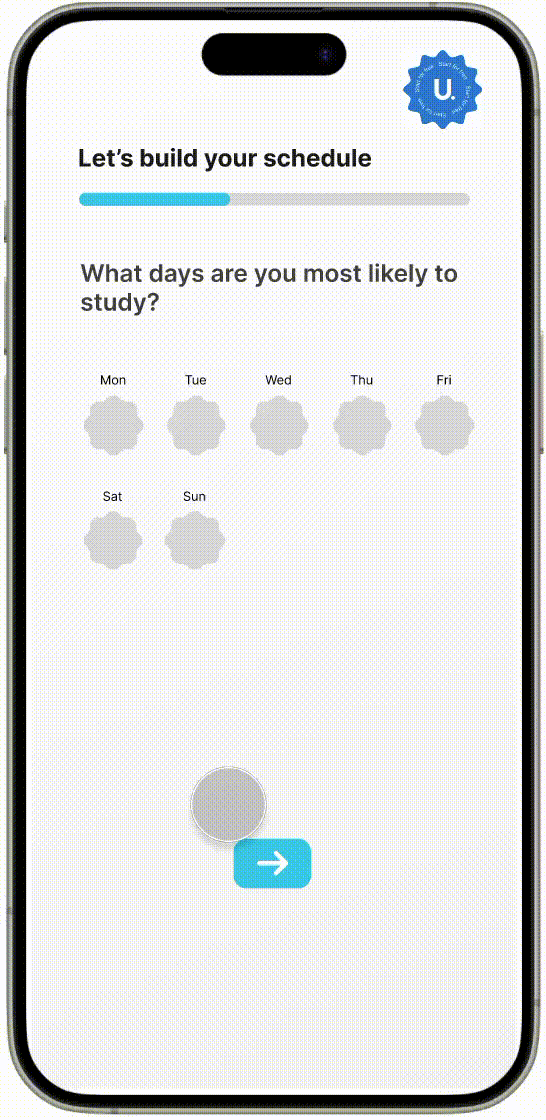 U.
Let's build your schedule
What days are you most likely to
study?
Mon Tue Wed Thu Fri
Sat Sun